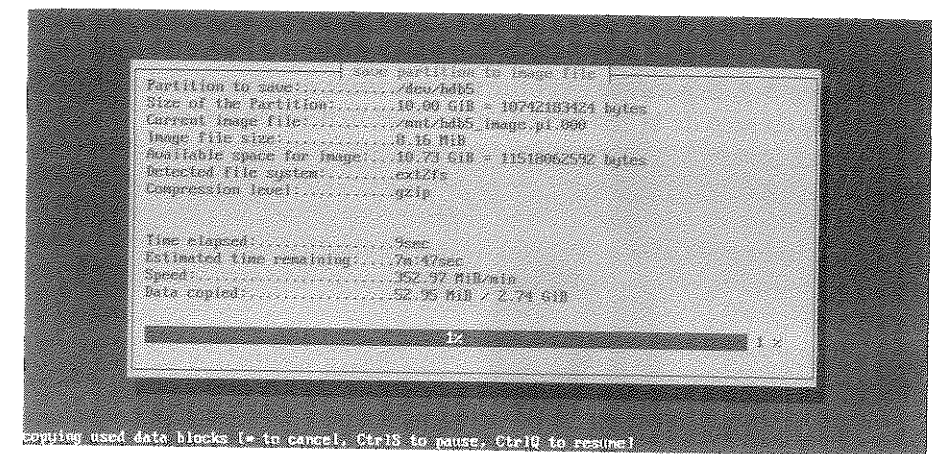 Save partition to image file
Partition to save:............/dev/hdb5
Size of the Partition:........10.00 GiB = 10742183424 bytes
Current image file:.........../mnt/hdb5_image.pi.000
Image file size:..............8.16 MiB
Available space for image:....10.73 GiB = 11518062592 bytes
Detected file system:.........ext2fs
Compression level:............gzip
Time elapsed:.................9sec
Estimated time remaining:.....7m:47sec
Speed:........................352.97 MiB/min
Data copied:..................52.95 MiB / 2.74 GiB
1% 1 %
copying used data blocks [* to cancel, CtrlS to pause, CtrlQ to resume]